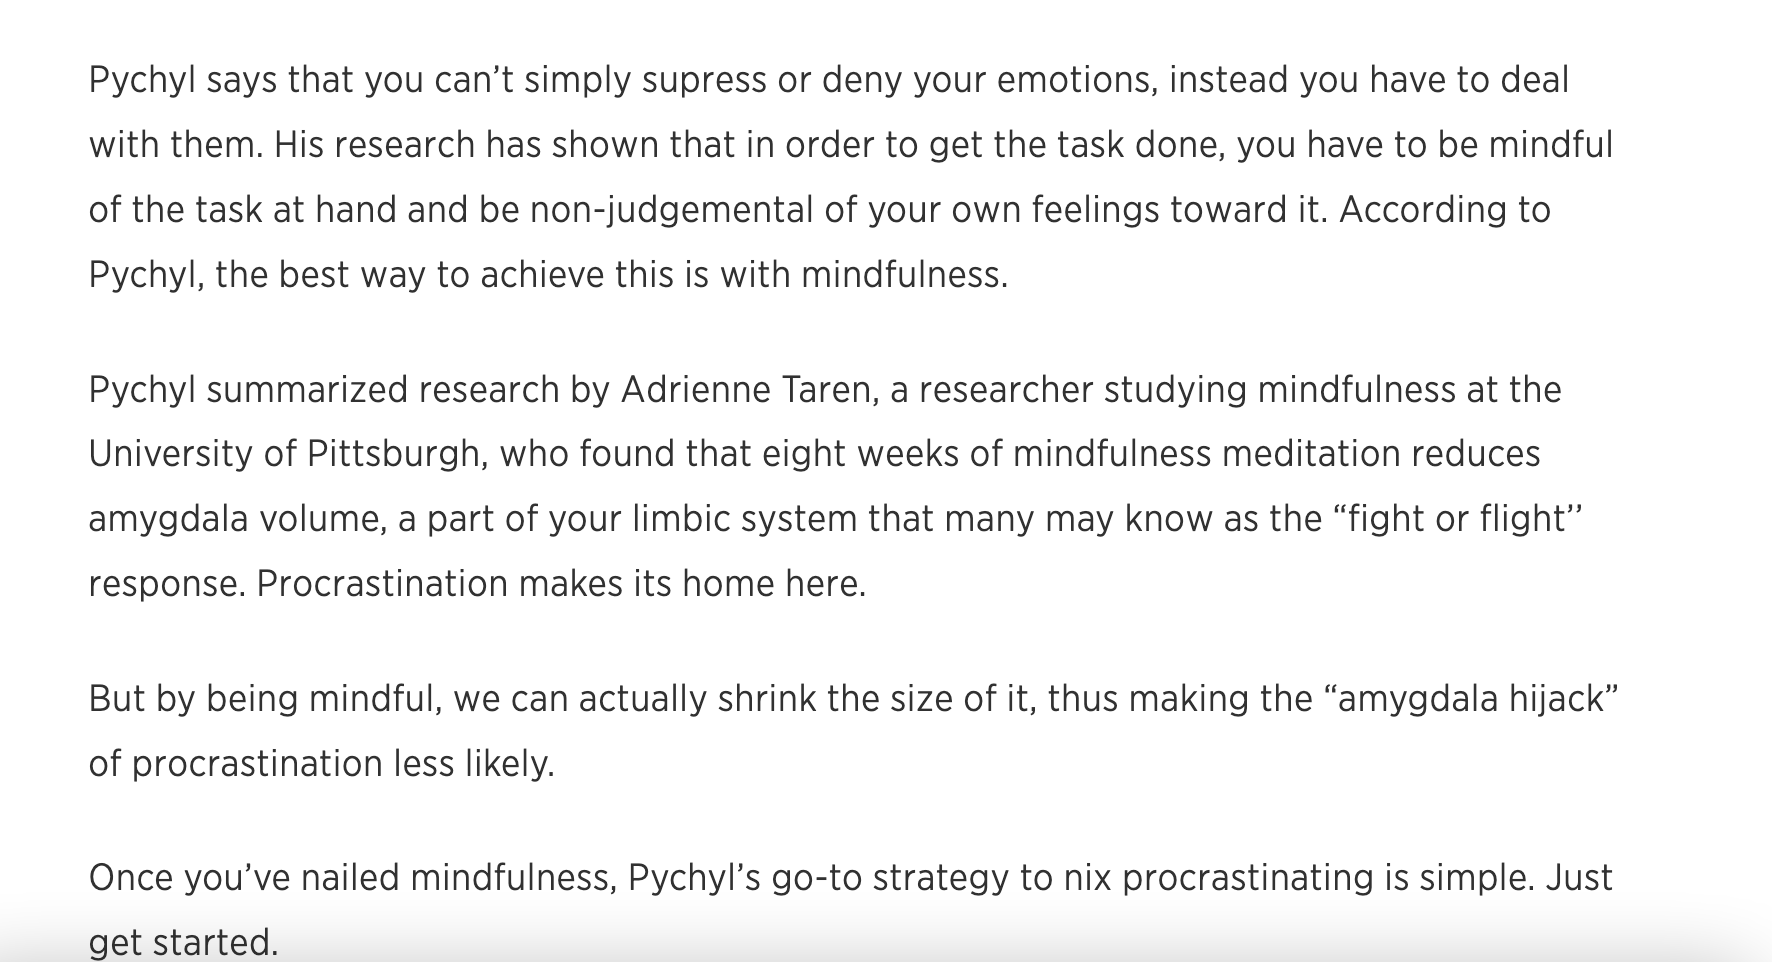 Pychyl says that you can’t simply supress or deny your emotions, instead you have to deal
with them. His research has shown that in order to get the task done, you have to be mindful
of the task at hand and be non-judgemental of your own feelings toward it. According to
Pychyl, the best way to achieve this is with mindfulness.
Pychyl summarized research by Adrienne Taren, a researcher studying mindfulness at the
University of Pittsburgh, who found that eight weeks of mindfulness meditation reduces
amygdala volume, a part of your limbic system that many may know as the “fight or flight’’
response. Procrastination makes its home here.
But by being mindful, we can actually shrink the size of it, thus making the “amygdala hijack”
of procrastination less likely.
Once you’ve nailed mindfulness, Pychyl’s go-to strategy to nix procrastinating is simple. Just
get started.